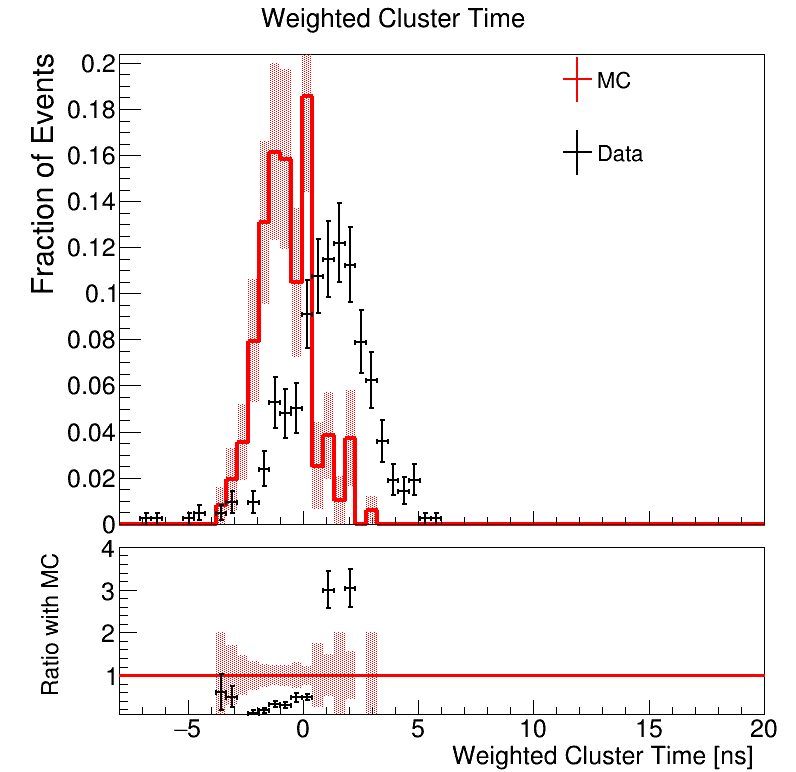 Weighted Cluster Time
Fraction of Events
0.2
0.18
0.16
0.14
0.12
0.1
0.08
0.06
0.04
0.02
0
MC
Data
Ratio with MC
4
3
2
1
−5 0 5 10 15 20
Weighted Cluster Time [ns]